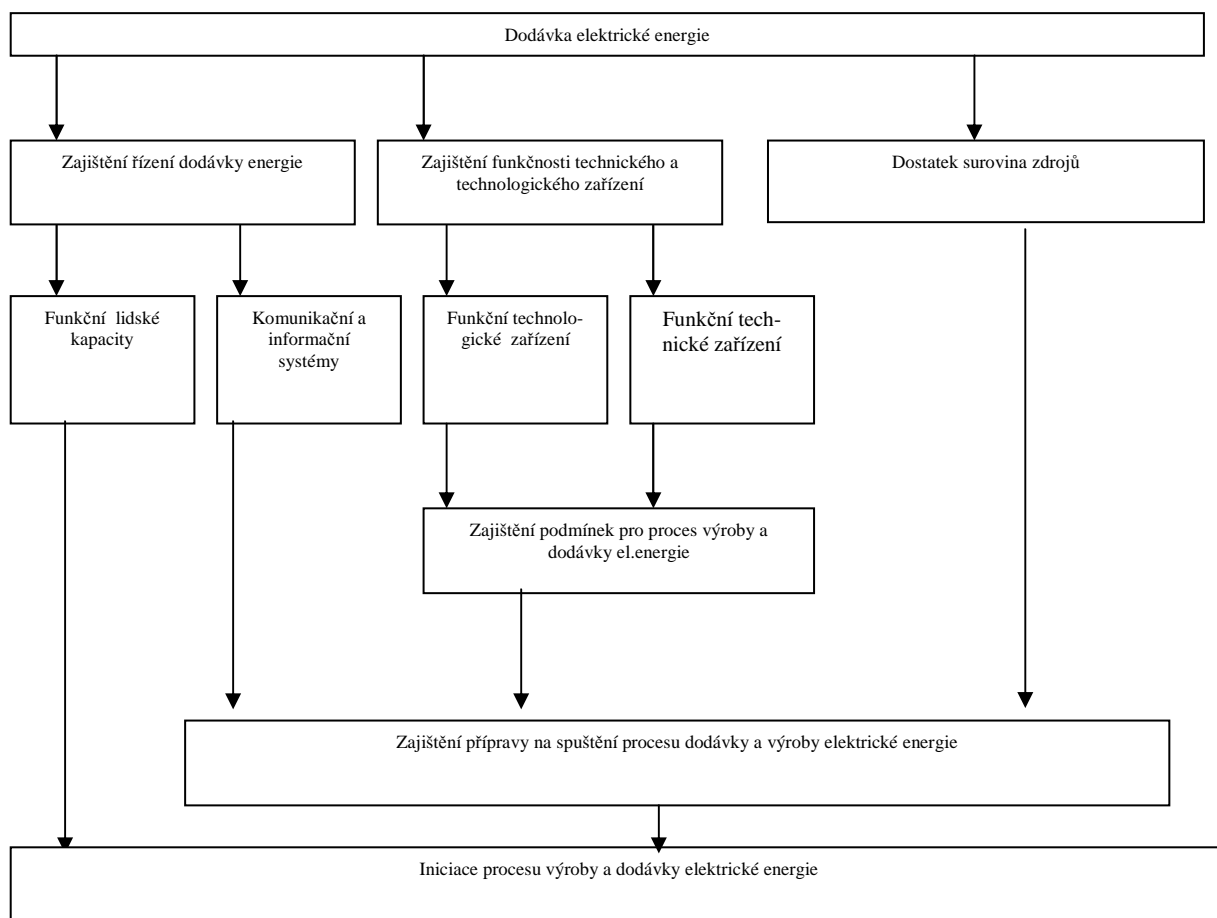 Dodávka elektrické energie
Zajištění řízení dodávky energie
Zajištění funkčnosti technického a
technologického zařízení
Dostatek surovina zdrojů
Funkční  lidské
kapacity
Komunikační a
informační
systémy
Funkční technolo-
gické  zařízení
Funkční tech-
nické zařízení
Zajištění podmínek pro proces výroby a
dodávky el.energie
Zajištění přípravy na spuštění procesu dodávky a výroby elektrické energie
Iniciace procesu výroby a dodávky elektrické energie